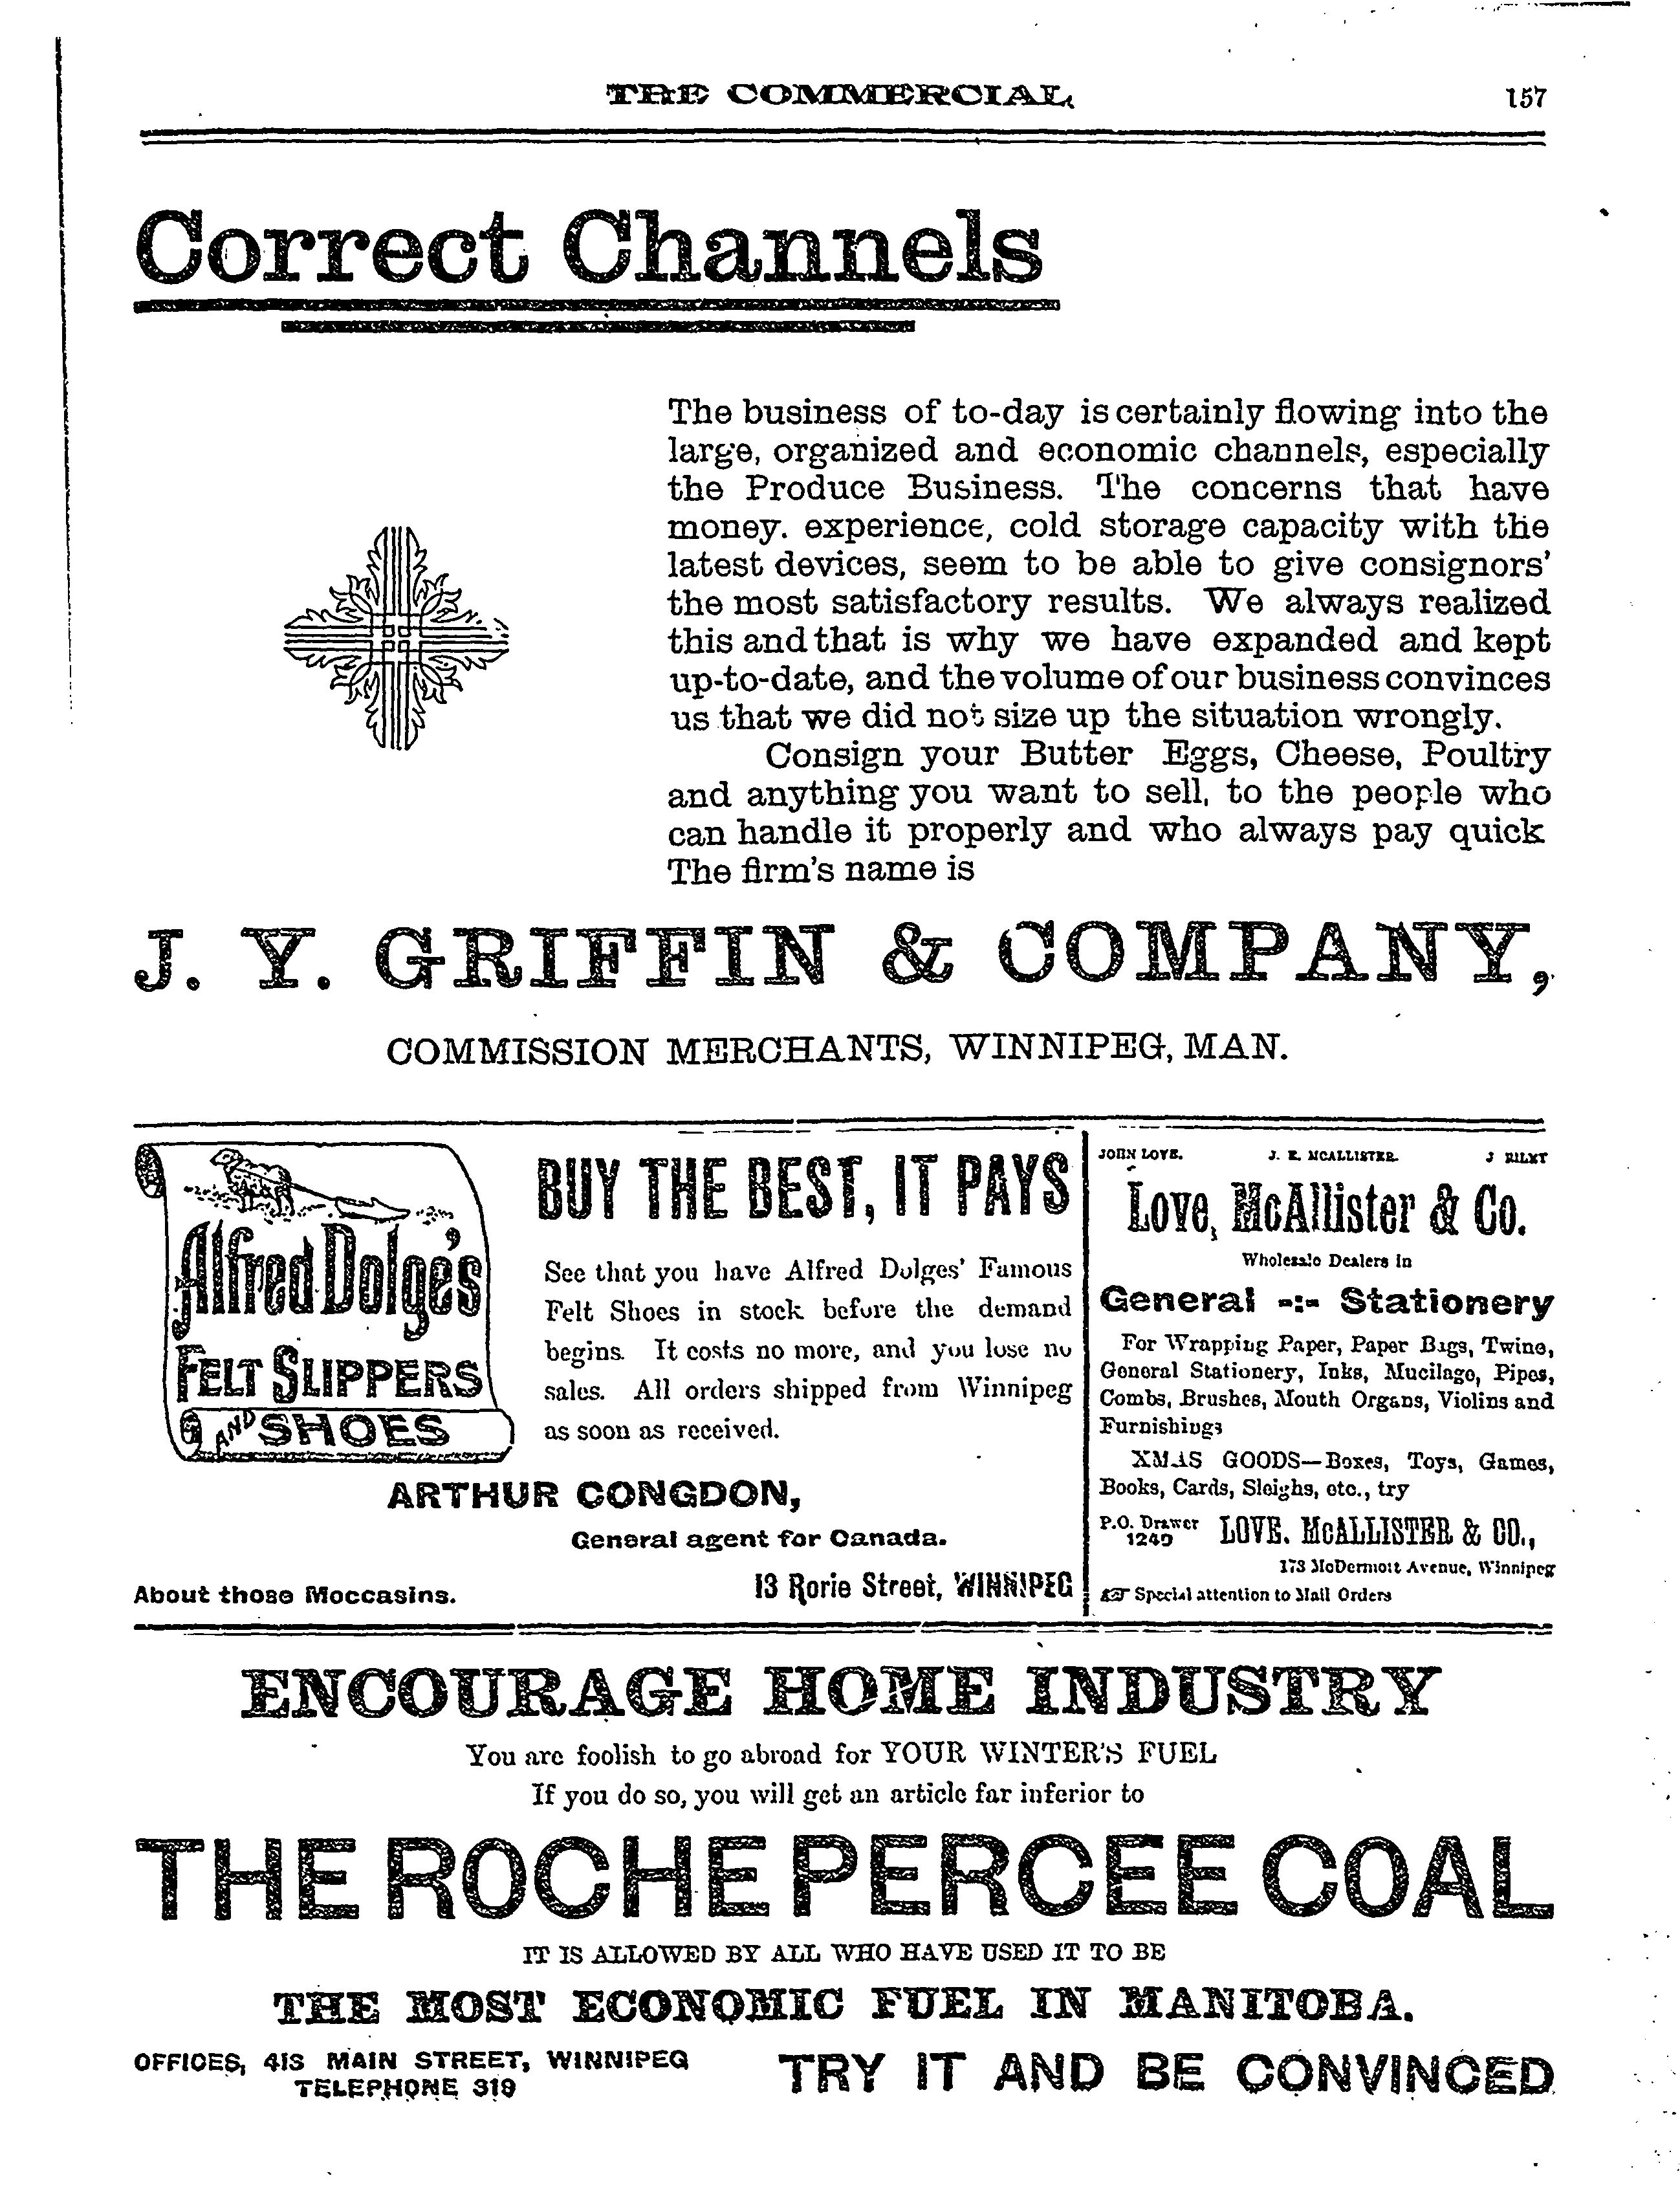 THE COMMERCIAL
157
Correct Channels
The business of to-day is certainly flowing into the
large, organized and economic channels, especially
the Produce Business. The concerns that have
money. experience, cold storage capacity with the
latest devices, seem to be able to give consignors'
the most satisfactory results. We always realized
this and that is why we have expanded and kept
up-to-date, and the volume of our business convinces
us that we did not size up the situation wrongly.
Consign your Butter Eggs, Cheese, Poultry
and anything you want to sell, to the people who
can handle it properly and who always pay quick
The firm's name is
J. Y. GRIFFIN & COMPANY,
COMMISSION MERCHANTS, WINNIPEG, MAN.
Alfred Dolge's
FELT SLIPPERS
AND SHOES
BUY THE BEST, IT PAYS
See that you have Alfred Dolges' Famous
Felt Shoes in stock before the demand
begins. It costs no more, and you lose no
sales. All orders shipped from Winnipeg
as soon as received.
ARTHUR CONGDON,
General agent for Canada.
About those Moccasins.
13 Rorie Street, WINNIPEG
JOHN LOVE. J. E. MCALLISTER. J RILEY
Love, McAllister & Co.
Wholesale Dealers in
General -:- Stationery
For Wrapping Paper, Paper Bags, Twine,
General Stationery, Inks, Mucilage, Pipes,
Combs, Brushes, Mouth Organs, Violins and
Furnishings
XMAS GOODS—Boxes, Toys, Games,
Books, Cards, Sleighs, etc., try
P.O. Drawer
1240
LOVE, McALLISTER & CO.,
173 McDermott Avenue, Winnipeg
☞ Special attention to Mail Orders
ENCOURAGE HOME INDUSTRY
You are foolish to go abroad for YOUR WINTER'S FUEL
If you do so, you will get an article far inferior to
THE ROCHE PERCEE COAL
IT IS ALLOWED BY ALL WHO HAVE USED IT TO BE
THE MOST ECONOMIC FUEL IN MANITOBA.
OFFICES, 413 MAIN STREET, WINNIPEG
TELEPHONE 319
TRY IT AND BE CONVINCED